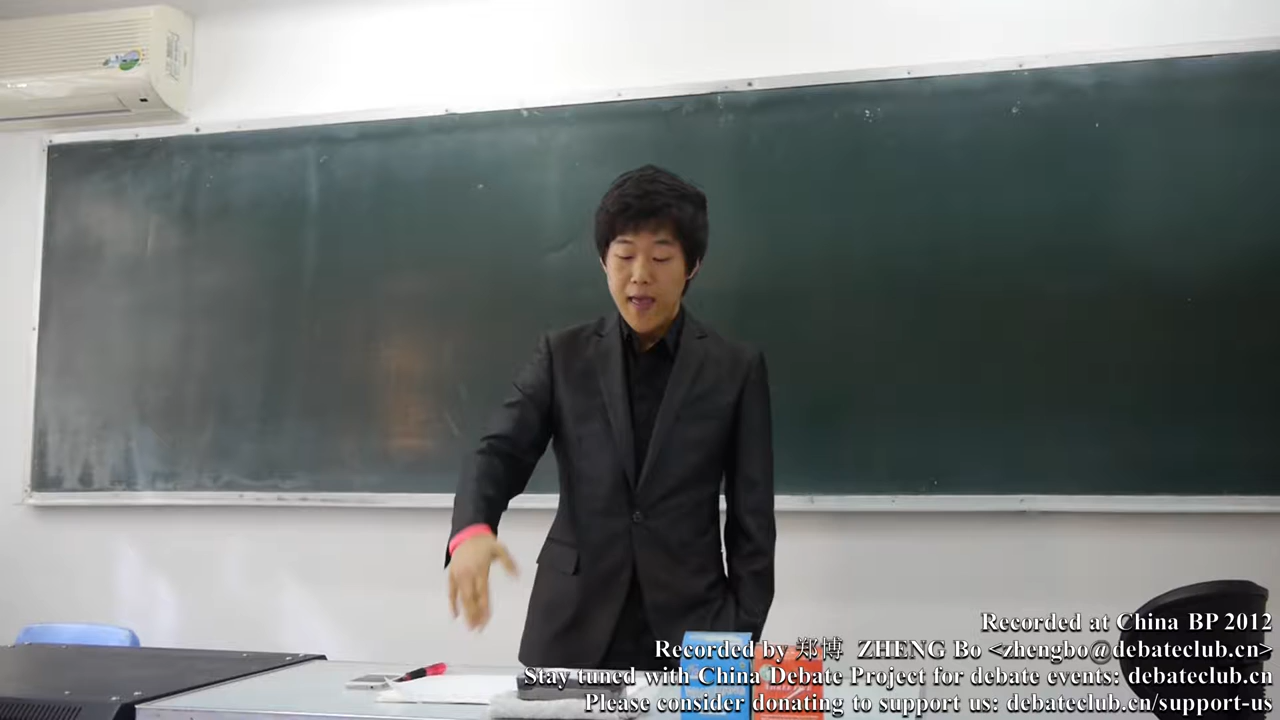 Recorded at China BP 2012
Recorded by 郑博 ZHENG Bo <zhengbo@debateclub.cn>
Stay tuned with China Debate Project for debate events: debateclub.cn
Please consider donating to support us: debateclub.cn/support-us